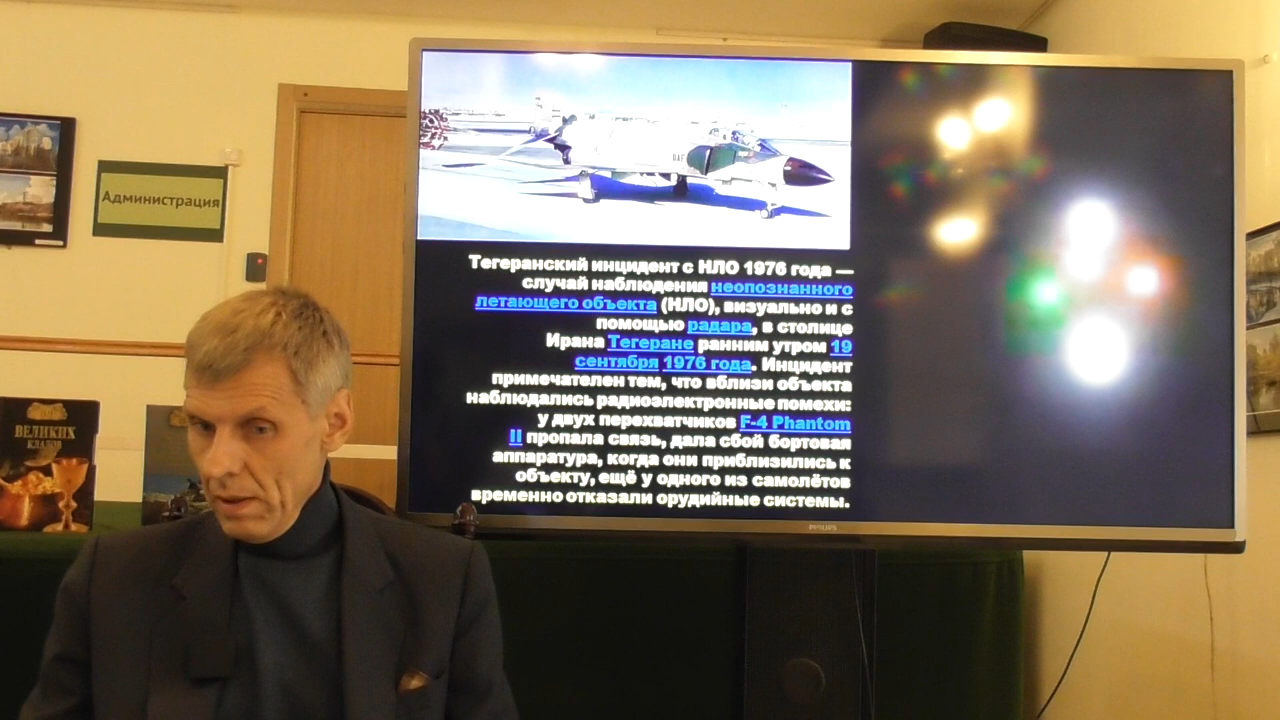 Администрация
ВЕЛИКИХ
КЛАДОВ
IIAF
Тегеранский инцидент с НЛО 1976 года —
случай наблюдения неопознанного
летающего объекта (НЛО), визуально и с
помощью радара, в столице
Ирана Тегеране ранним утром 19
сентября 1976 года. Инцидент
примечателен тем, что вблизи объекта
наблюдались радиоэлектронные помехи:
у двух перехватчиков F-4 Phantom
II пропала связь, дала сбой бортовая
аппаратура, когда они приблизились к
объекту, ещё у одного из самолётов
временно отказали орудийные системы.
PHILIPS